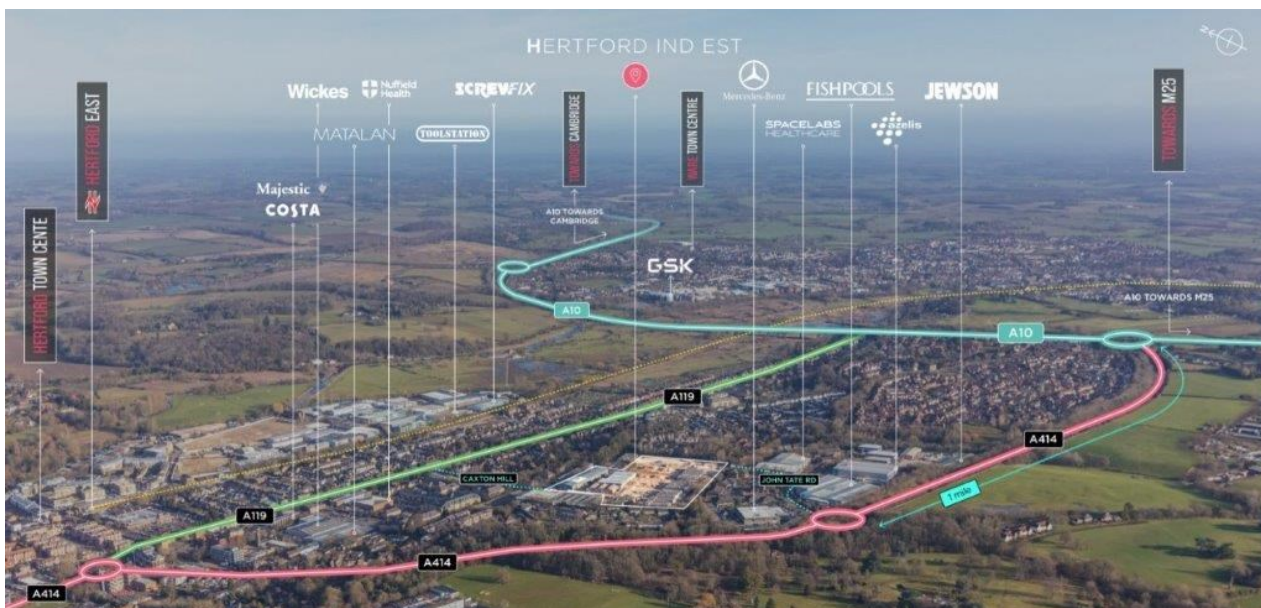 HERTFORD IND EST
N
HERTFORD TOWN CENTE
HERTFORD EAST
Wickes
Nuffield
Health
MATALAN
Majestic
COSTA
SCREWFIX
TOOLSTATION
TOWARDS CAMBRIDGE
A10 TOWARDS
CAMBRIDGE
WARE TOWN CENTRE
GSK
Mercedes-Benz
SPACELABS
HEALTHCARE
FISHPOOLS
azelis
JEWSON
TOWARDS M25
A10 TOWARDS M25
A10
A10
A119
A414
CAXTON HILL
JOHN TATE RD
1 mile
A119
A414
A414